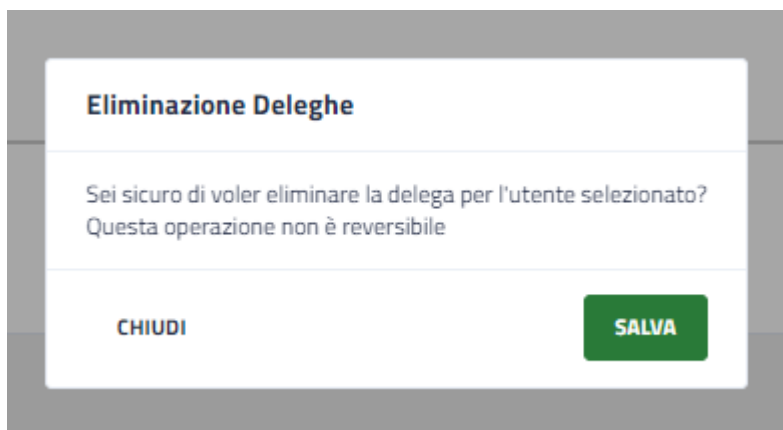 Eliminazione Deleghe
Sei sicuro di voler eliminare la delega per l'utente selezionato?
Questa operazione non è reversibile
CHIUDI
SALVA